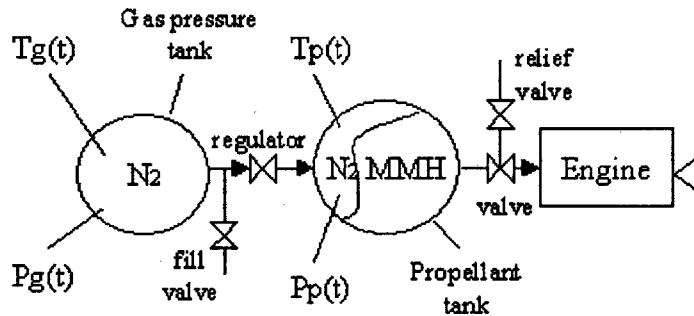 Gas pressure
tank
Tg(t)
Tp(t)
relief
valve
regulator
N2
N2
MMH
Engine
valve
fill
valve
Pg(t)
Pp(t)
Propellant
tank